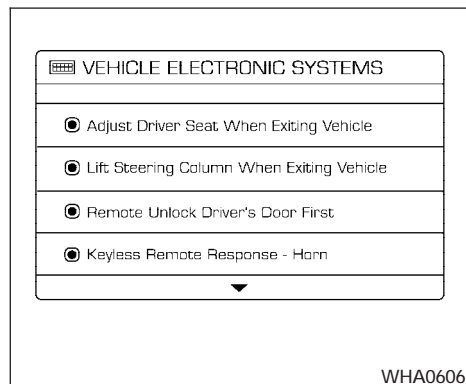 VEHICLE ELECTRONIC SYSTEMS
Adjust Driver Seat When Exiting Vehicle
Lift Steering Column When Exiting Vehicle
Remote Unlock Driver's Door First
Keyless Remote Response - Horn
WHA0606